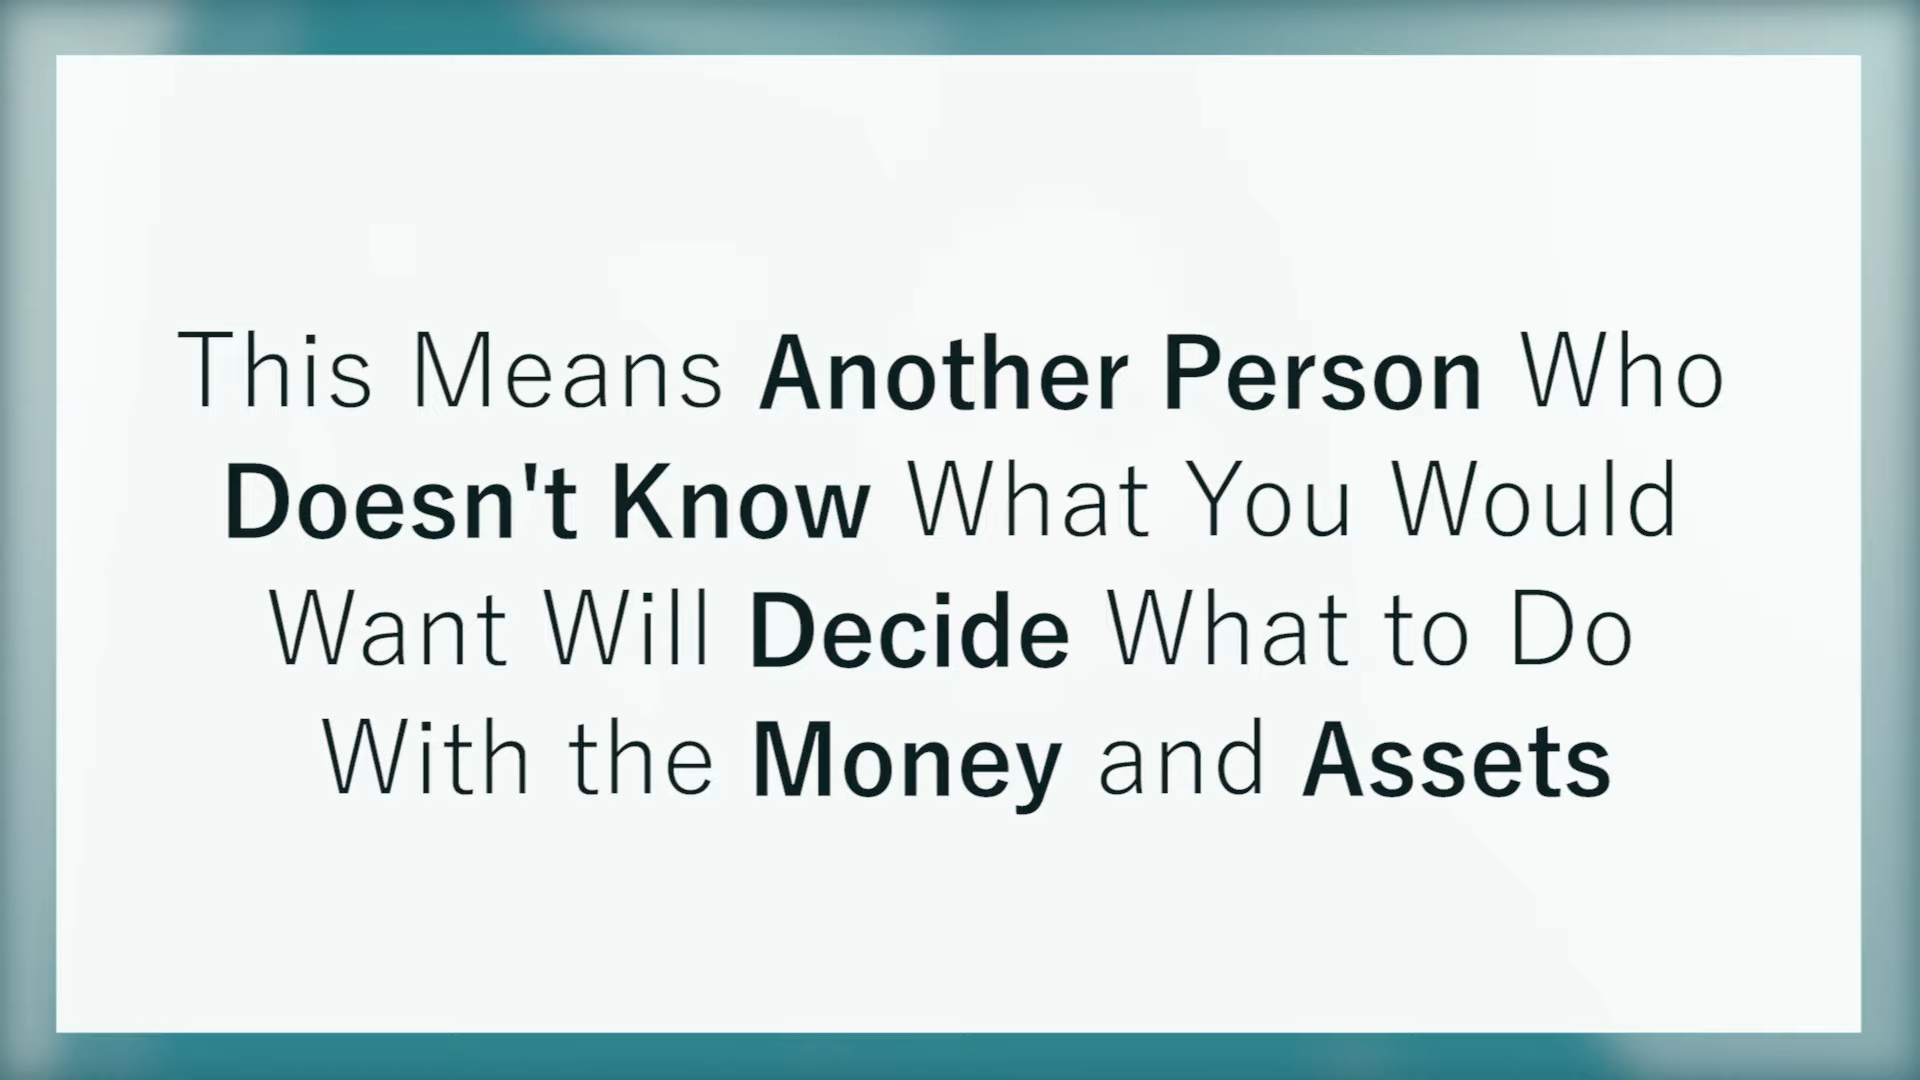 This Means Another Person Who
Doesn't Know What You Would
Want Will Decide What to Do
With the Money and Assets